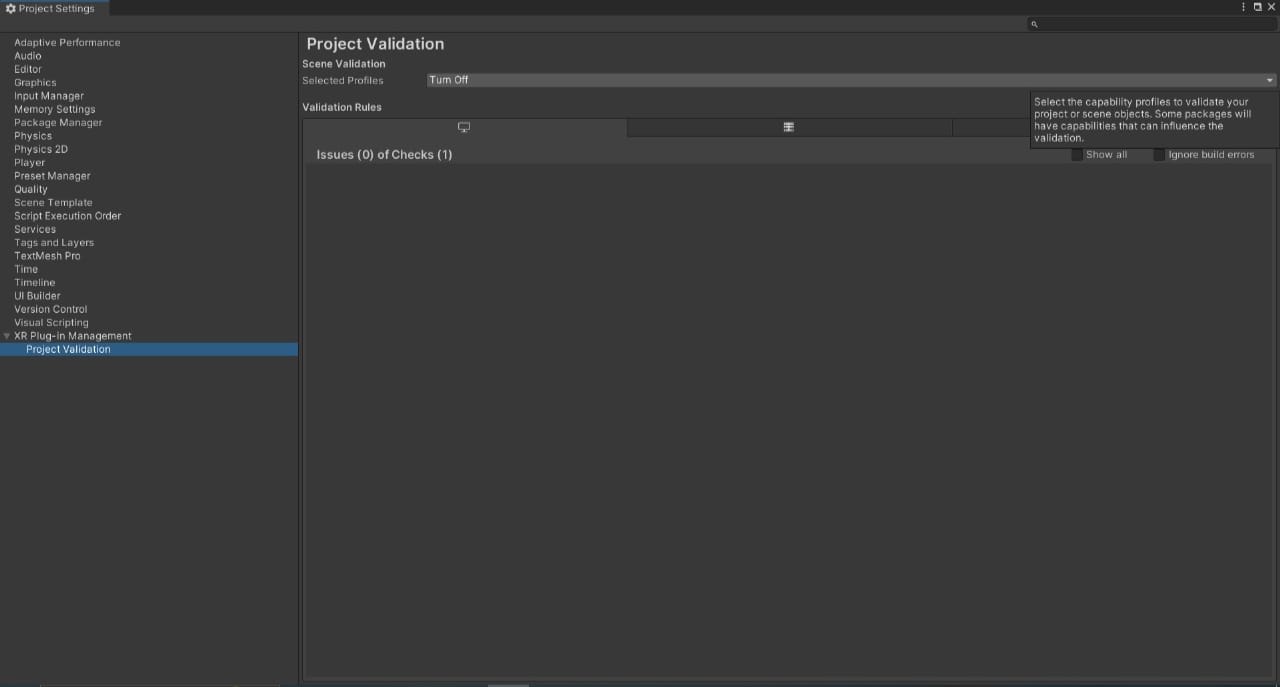 Project Settings
Adaptive Performance
Audio
Editor
Graphics
Input Manager
Memory Settings
Package Manager
Physics
Physics 2D
Player
Preset Manager
Quality
Scene Template
Script Execution Order
Services
Tags and Layers
TextMesh Pro
Time
Timeline
UI Builder
Version Control
Visual Scripting
XR Plug-in Management
Project Validation
Project Validation
Scene Validation
Selected Profiles Turn Off
Validation Rules
Select the capability profiles to validate your
project or scene objects. Some packages will
have capabilities that can influence the
validation.
Issues (0) of Checks (1) Show all Ignore build errors